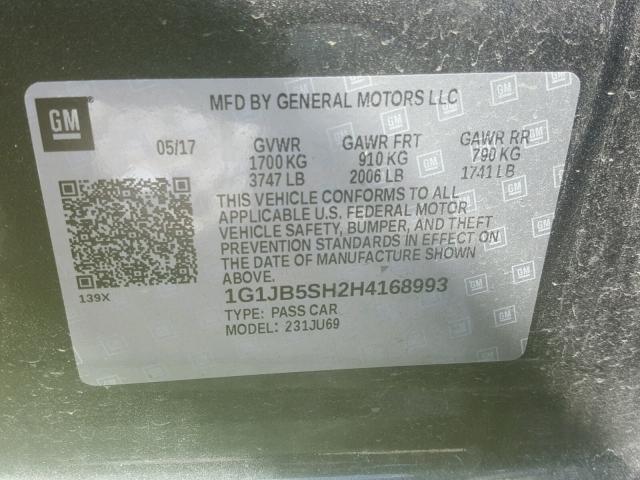 GM
MFD BY GENERAL MOTORS LLC
05/17 GVWR GAWR FRT GAWR RR
1700 KG 910 KG 790 KG
3747 LB 2006 LB 1741 LB
THIS VEHICLE CONFORMS TO ALL
APPLICABLE U.S. FEDERAL MOTOR
VEHICLE SAFETY, BUMPER, AND THEFT
PREVENTION STANDARDS IN EFFECT ON
THE DATE OF MANUFACTURE SHOWN
ABOVE.
139X
1G1JB5SH2H4168993
TYPE: PASS CAR
MODEL: 231JU69